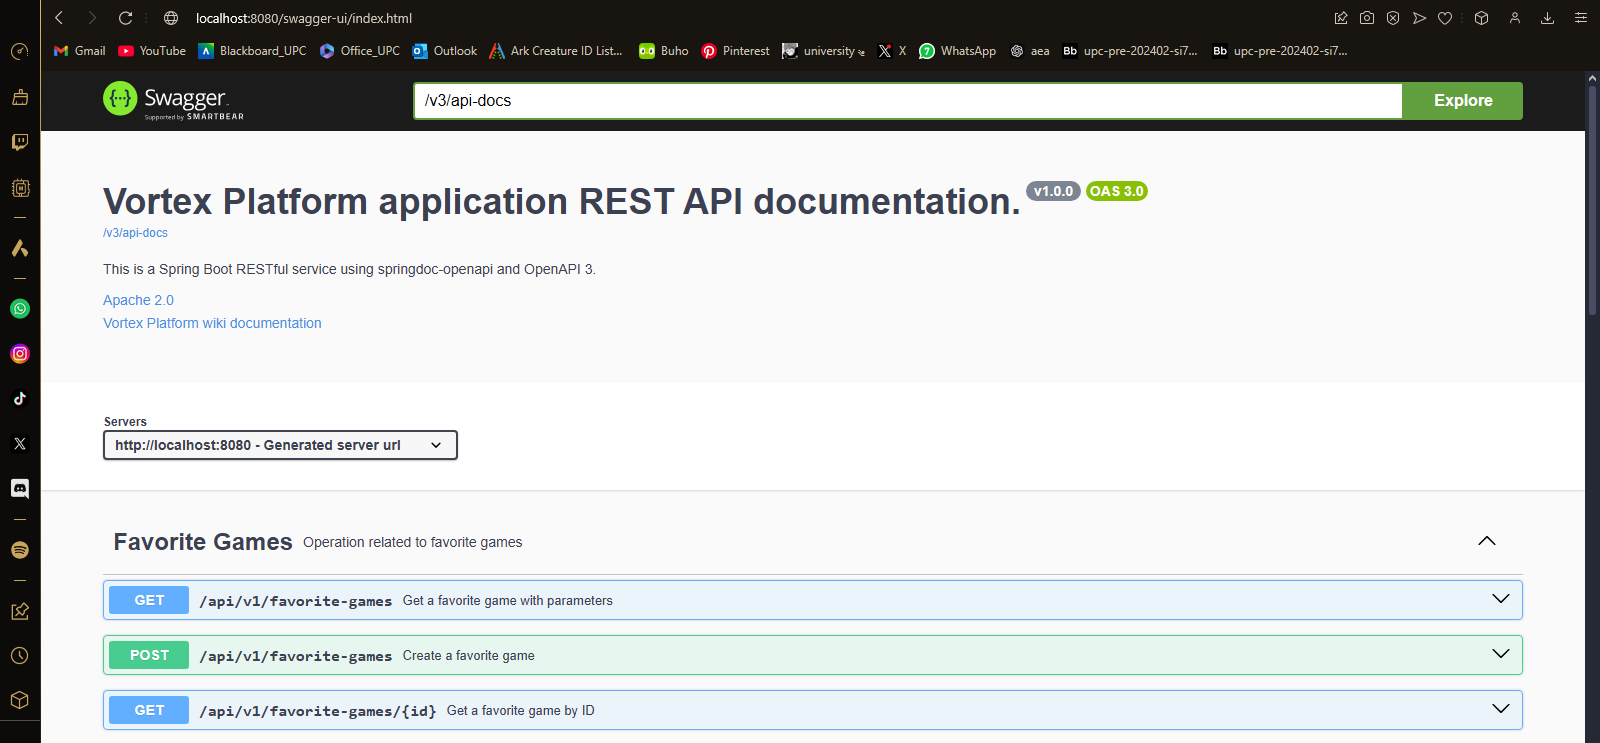 localhost:8080/swagger-ui/index.html
Gmail YouTube Blackboard_UPC Office_UPC Outlook Ark Creature ID List... Buho Pinterest university X WhatsApp aea Bb upc-pre-202402-si7... Bb upc-pre-202402-si7...
Swagger
Supported by SMARTBEAR
/v3/api-docs
Explore
Vortex Platform application REST API documentation. v1.0.0 OAS 3.0
/v3/api-docs
This is a Spring Boot RESTful service using springdoc-openapi and OpenAPI 3.
Apache 2.0
Vortex Platform wiki documentation
Servers
http://localhost:8080 - Generated server url
Favorite Games Operation related to favorite games
GET /api/v1/favorite-games Get a favorite game with parameters
POST /api/v1/favorite-games Create a favorite game
GET /api/v1/favorite-games/{id} Get a favorite game by ID